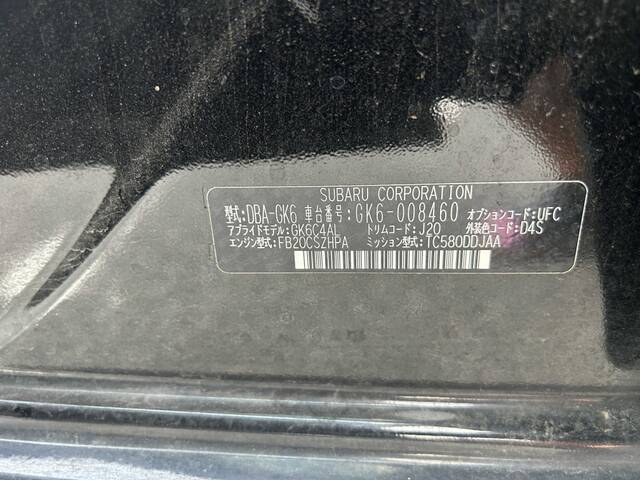 SUBARU CORPORATION
型式:DBA-GK6 車台番号:GK6-008460 オプションコード:UFC
アプライドモデル:GK6C4AL トリムコード:J20 外装色コード:D4S
エンジン型式:FB20CSZHPA ミッション型式:TC580DDJAA